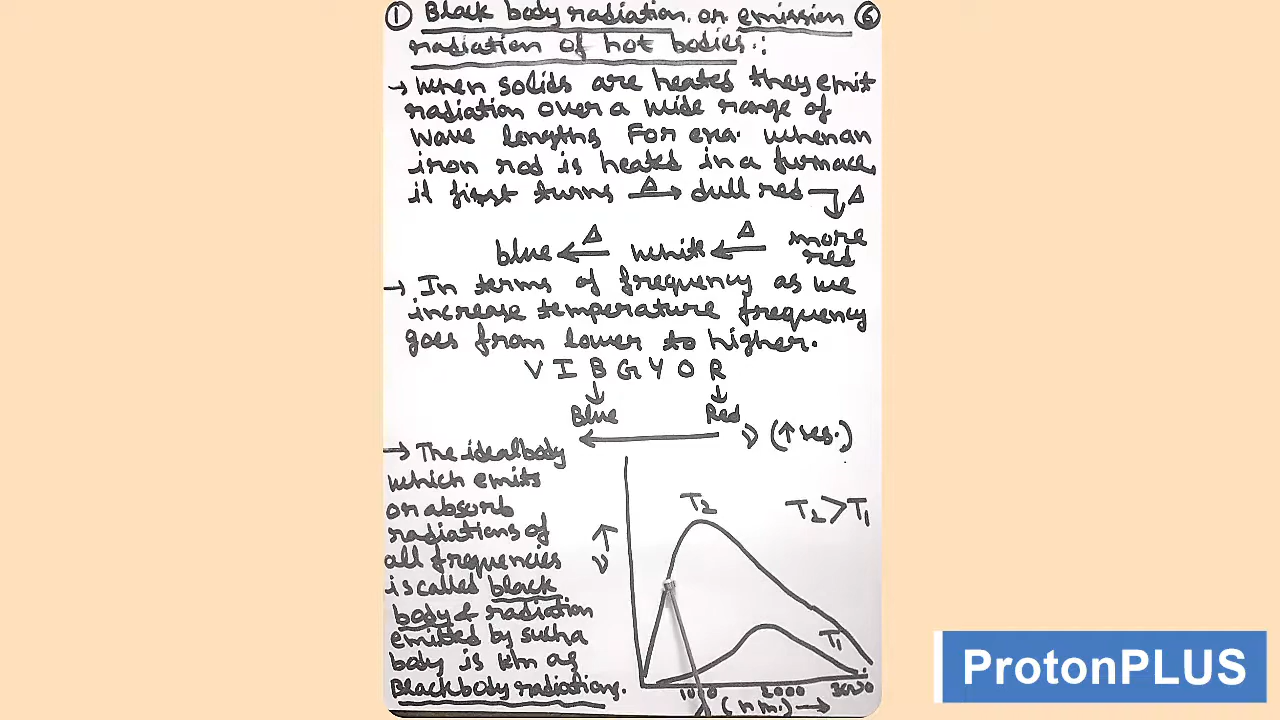 ① Black body radiation or emission ⑥
radiation of hot bodies :
→ When solids are heated they emit
radiation over a wide range of
wave lengths For exa. when an
iron rod is heated in a furnace,
it first turns Δ→ dull red Δ
blue ←Δ white ←Δ more
red
→ In terms of frequency as we
increase temperature frequency
goes from lower to higher.
V I B G Y O R
↓ ↓
Blue Red
← ν (↑ res.)
→ The ideal body
which emits
or absorb
radiations of
all frequencies
is called black
body & radiation
emitted by such a
body is kn as
Black body radiations.
T2
T2 > T1
ν →
T1
1000 2000 3000
(nm) →
ProtonPLUS